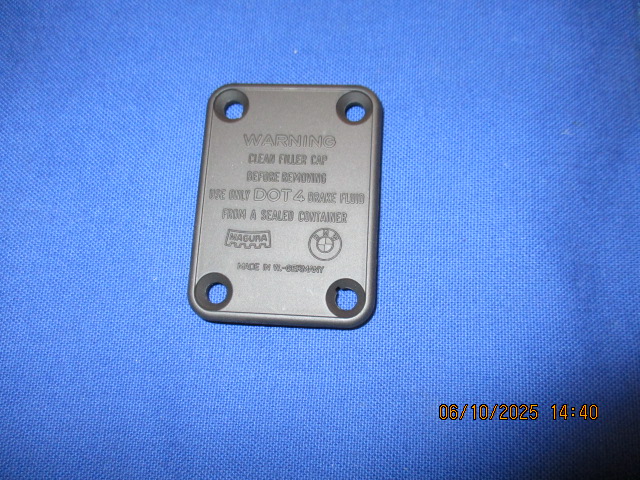 WARNING
CLEAN FILLER CAP
BEFORE REMOVING
USE ONLY DOT 4 BRAKE FLUID
FROM A SEALED CONTAINER
MAGURA
BMW
MADE IN W.-GERMANY
06/10/2025 14:40